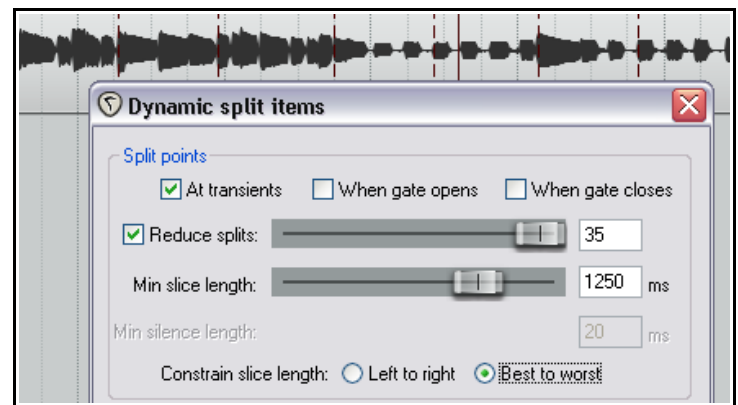 Dynamic split items
Split points
At transients When gate opens When gate closes
Reduce splits: 35
Min slice length: 1250 ms
Min silence length: 20 ms
Constrain slice length: Left to right Best to worst